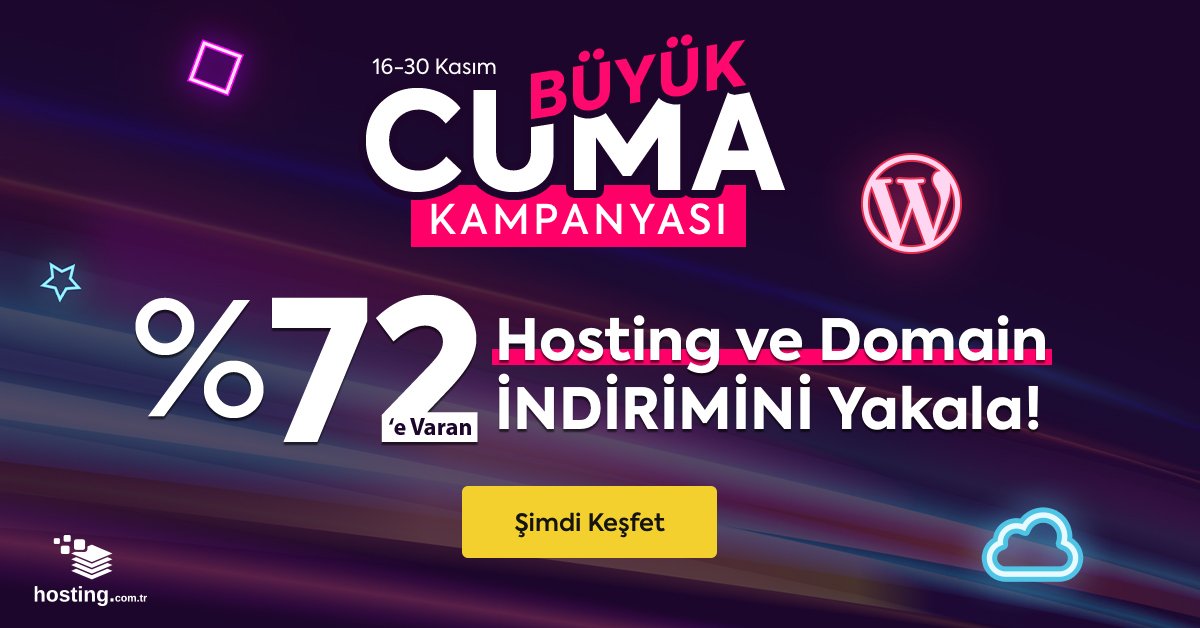 16-30 Kasım
BÜYÜK
CUMA
KAMPANYASI
%72
'e Varan
Hosting ve Domain
İNDİRİMİNİ Yakala!
Şimdi Keşfet
hosting.com.tr